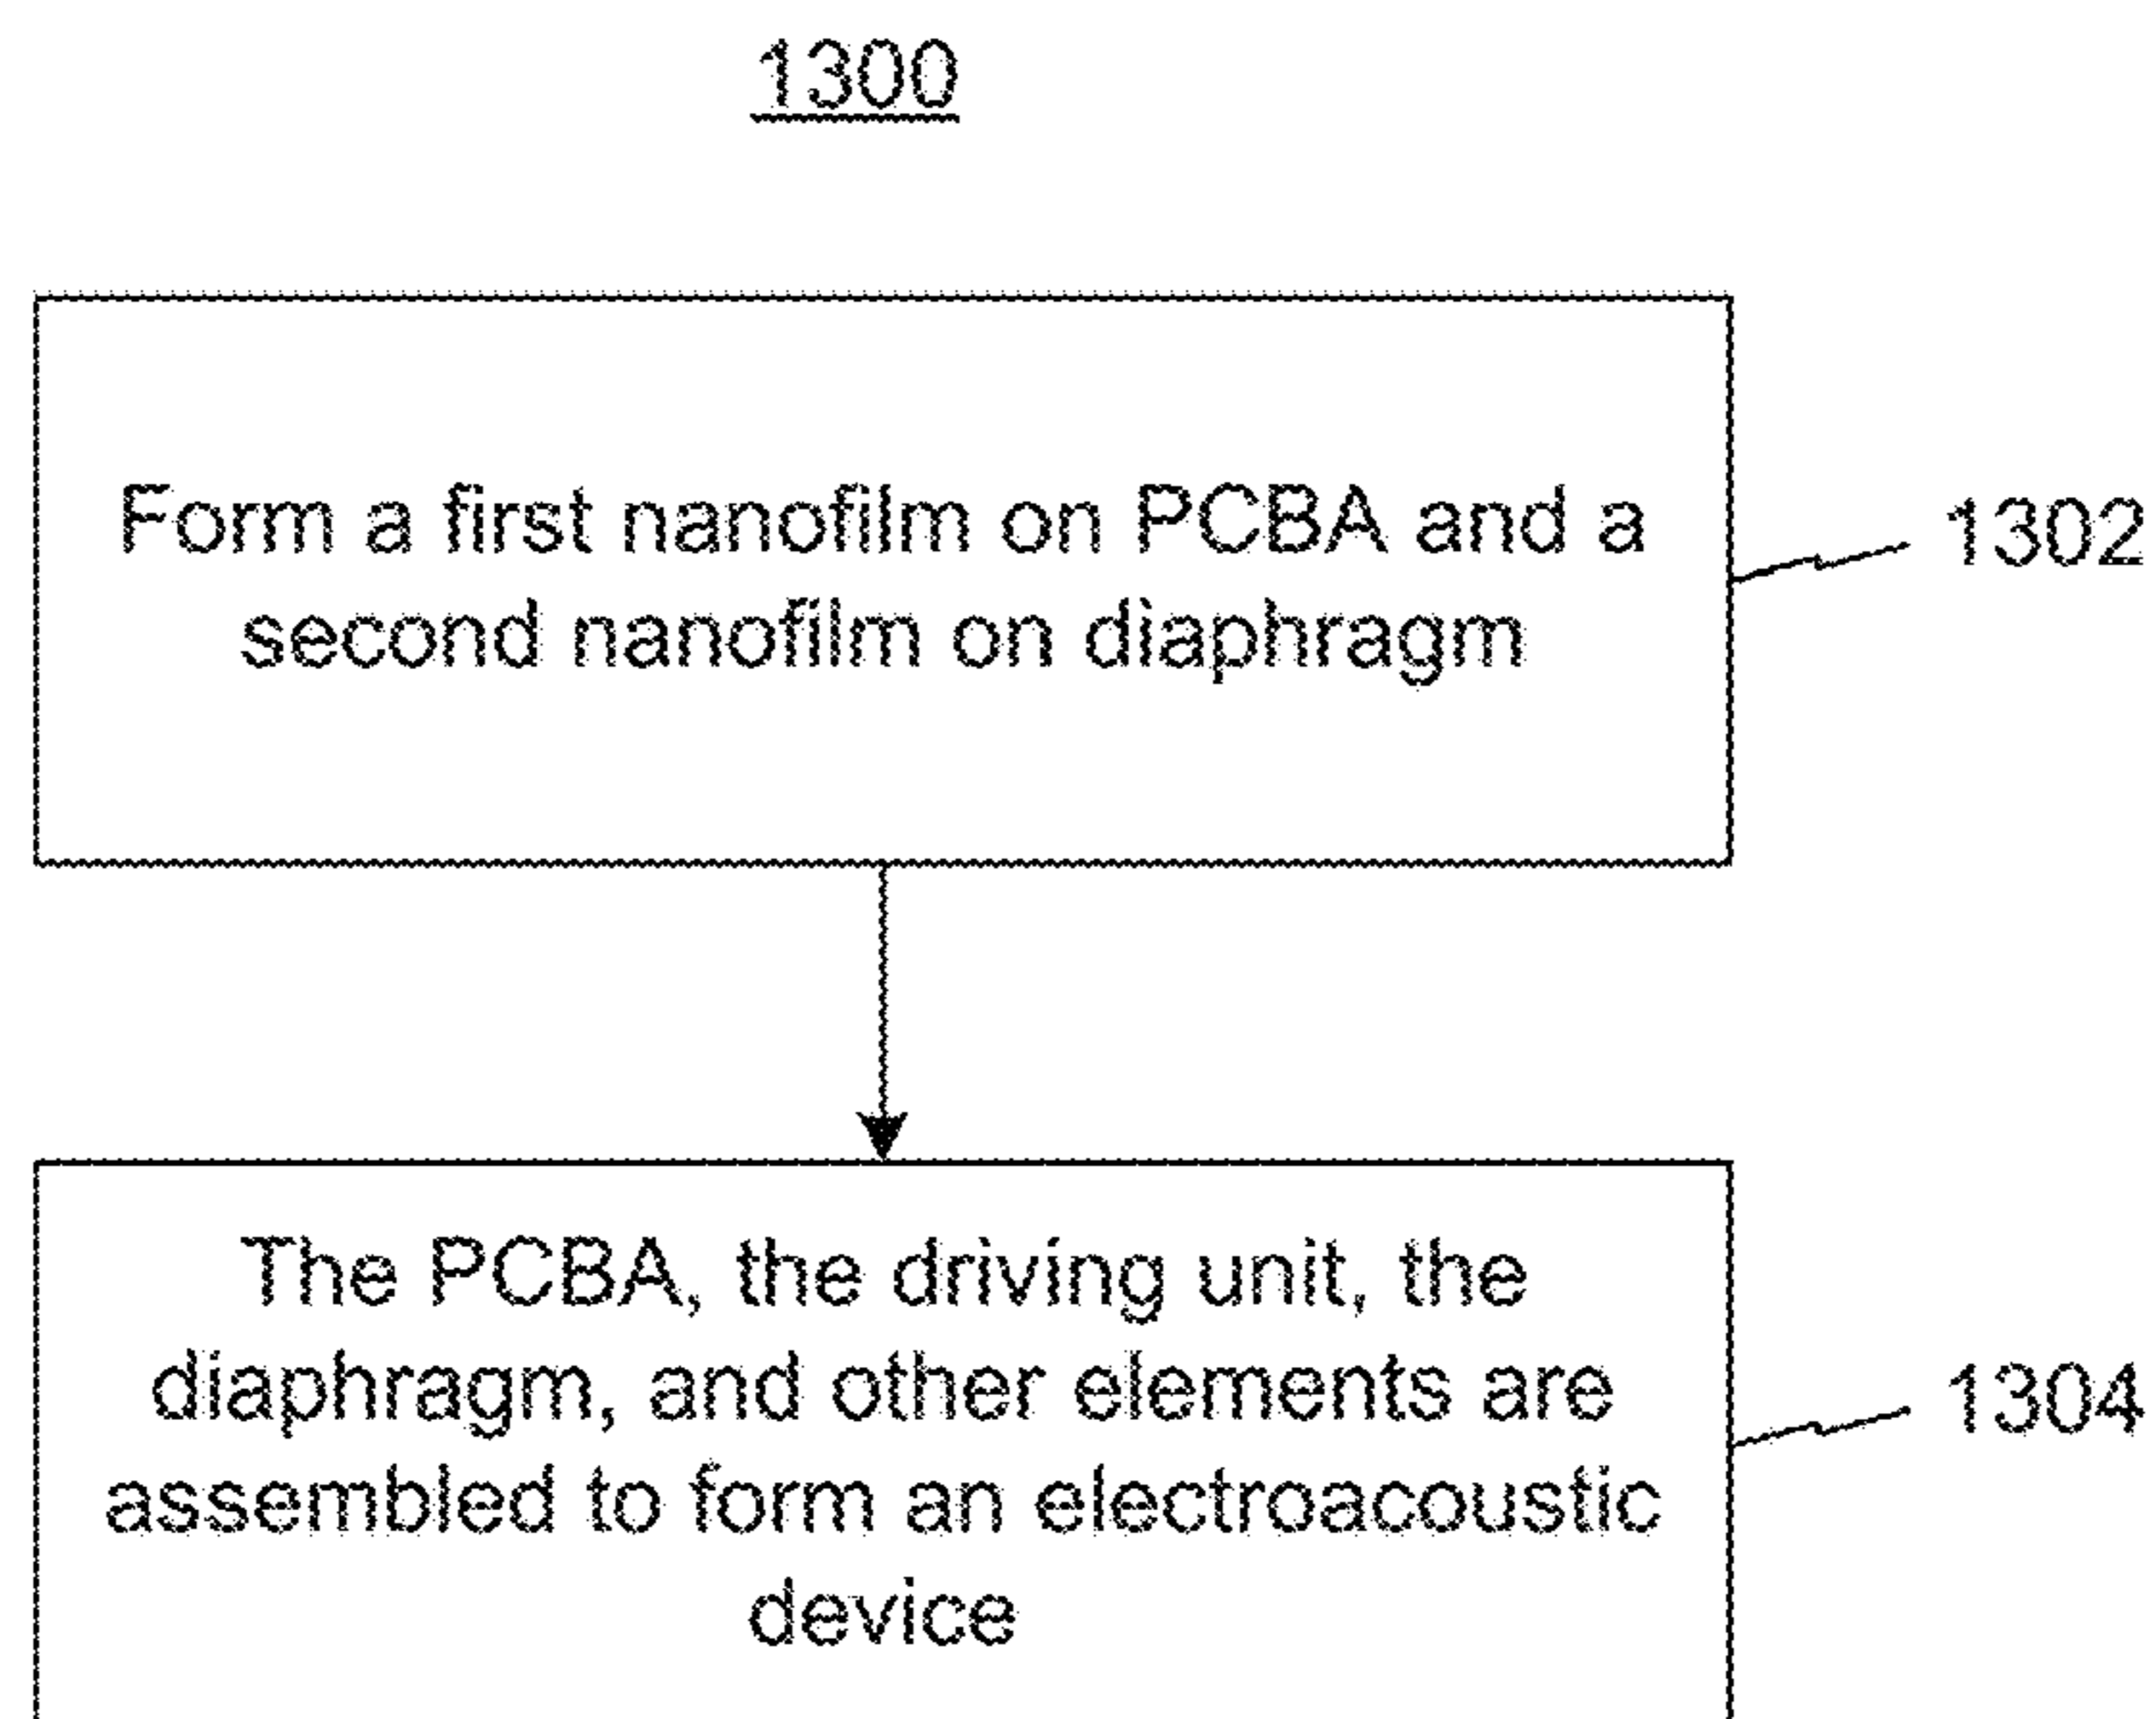 1300
Form a first nanofilm on PCBA and a
second nanofilm on diaphragm
1302
The PCBA, the driving unit, the
diaphragm, and other elements are
assembled to form an electroacoustic
device
1304